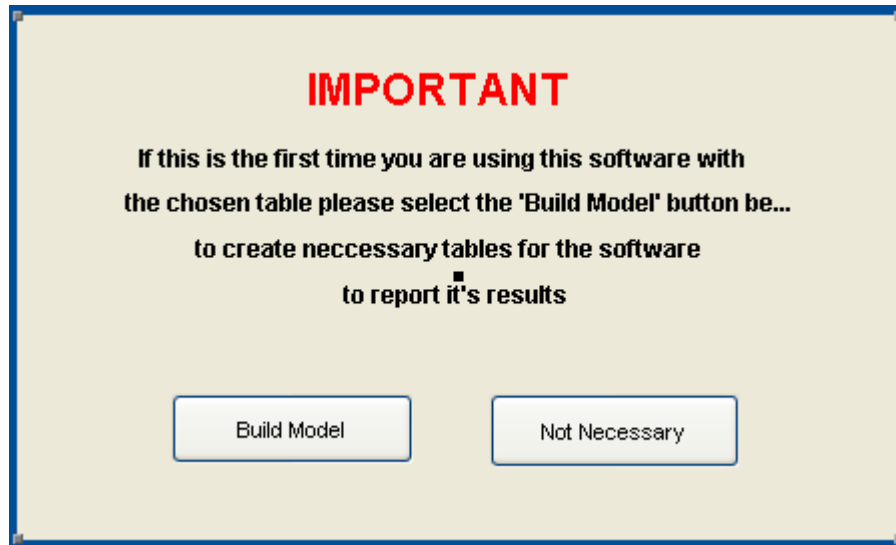 IMPORTANT
If this is the first time you are using this software with
the chosen table please select the 'Build Model' button be...
to create neccessary tables for the software
to report it's results
Build Model
Not Necessary